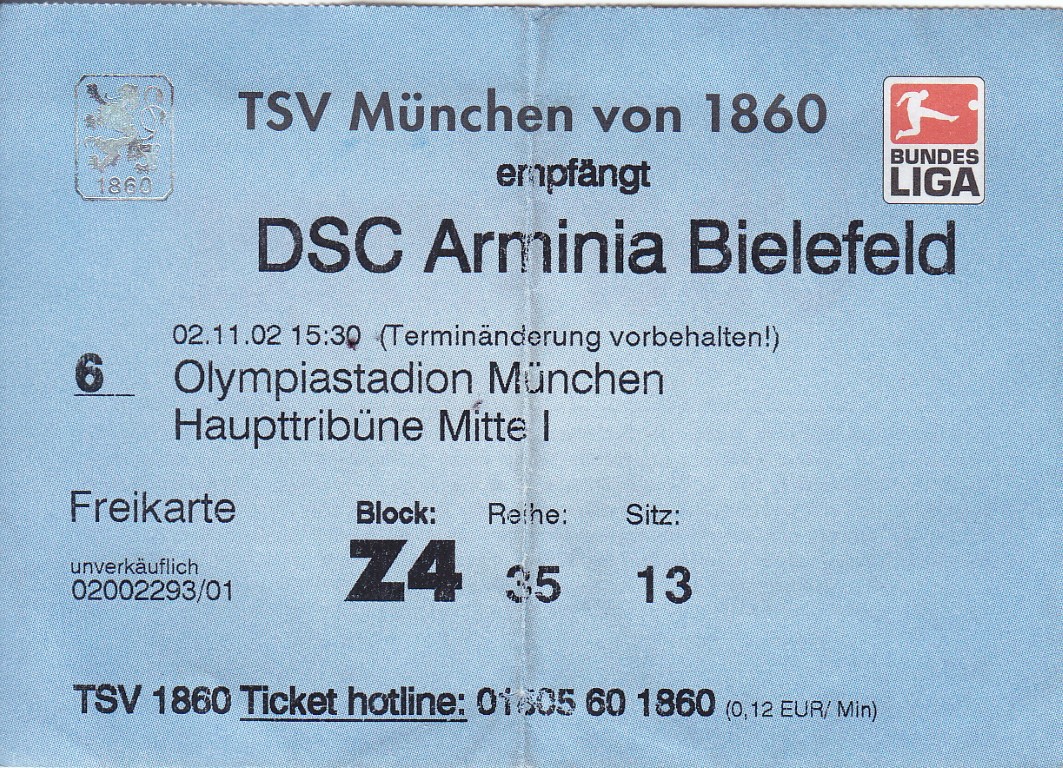 1860
TSV München von 1860
BUNDES
LIGA
empfängt
DSC Arminia Bielefeld
02.11.02 15:30 (Terminänderung vorbehalten!)
6 Olympiastadion München
Haupttribüne Mitte I
Freikarte Block: Reihe: Sitz:
unverkäuflich
02002293/01 Z4 35 13
TSV 1860 Ticket hotline: 01805 60 1860 (0,12 EUR/ Min)